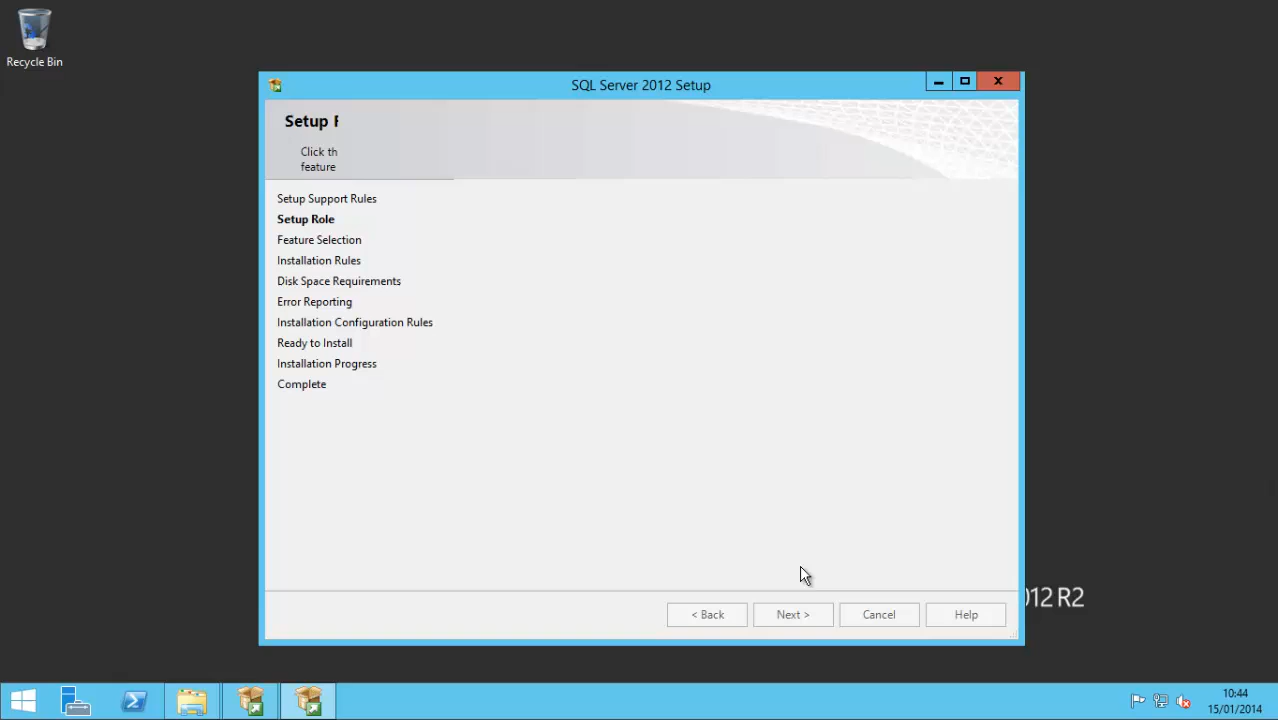 Recycle Bin
SQL Server 2012 Setup
Setup
Click th
feature
Setup Support Rules
Setup Role
Feature Selection
Installation Rules
Disk Space Requirements
Error Reporting
Installation Configuration Rules
Ready to Install
Installation Progress
Complete
012 R2
< Back
Next >
Cancel
Help
10:44
15/01/2014